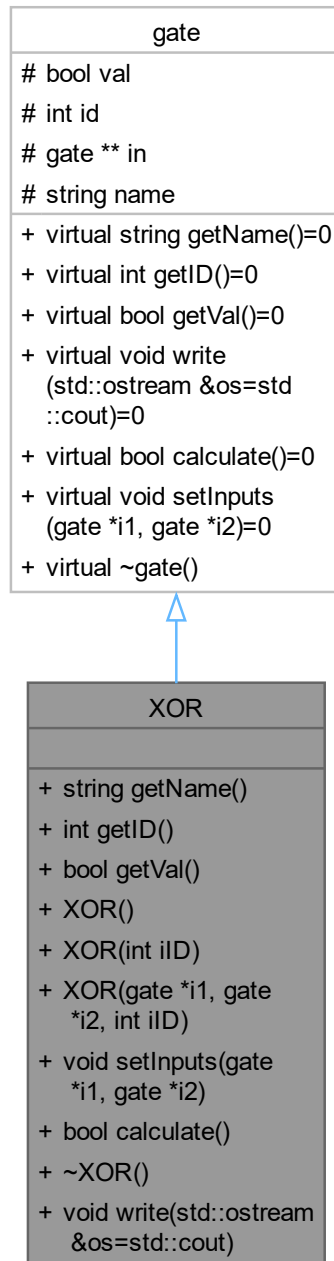 gate
# bool val
# int id
# gate ** in
# string name
+ virtual string getName()=0
+ virtual int getID()=0
+ virtual bool getVal()=0
+ virtual void write
(std::ostream &os=std
::cout)=0
+ virtual bool calculate()=0
+ virtual void setInputs
(gate *i1, gate *i2)=0
+ virtual ~gate()
XOR
+ string getName()
+ int getID()
+ bool getVal()
+ XOR()
+ XOR(int iID)
+ XOR(gate *i1, gate
*i2, int iID)
+ void setInputs(gate
*i1, gate *i2)
+ bool calculate()
+ ~XOR()
+ void write(std::ostream
&os=std::cout)